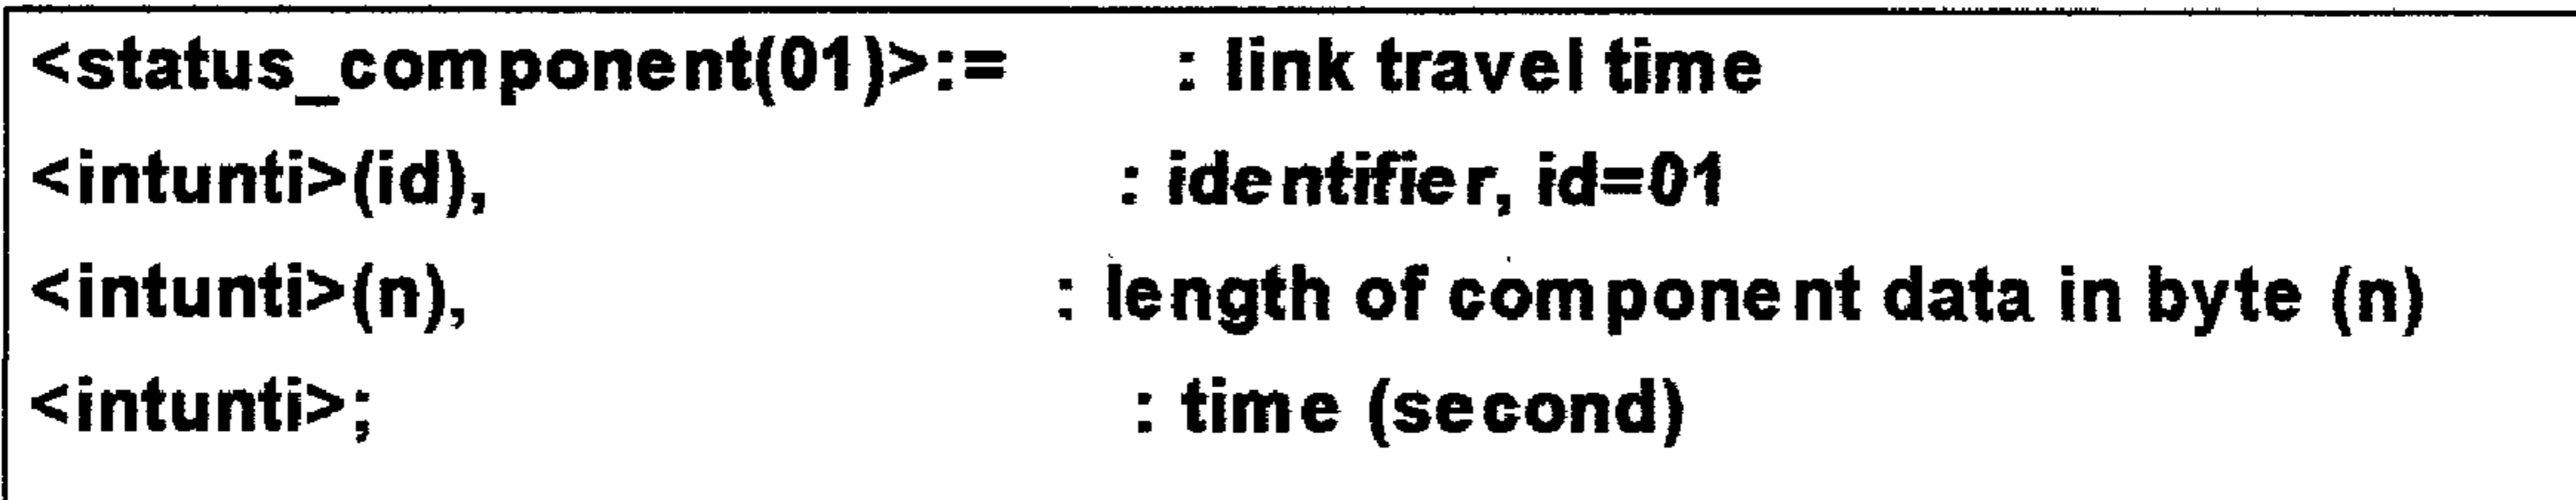 <status_component(01)>:= : link travel time
<intunti>(id), : identifier, id=01
<intunti>(n), : length of component data in byte (n)
<intunti>; : time (second)